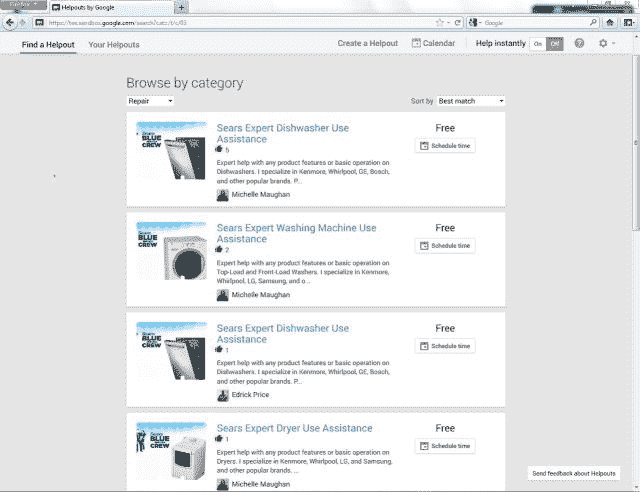 Firefox
Helpouts by Google
https://tec.sandbox.google.com/search/catc:t/c/03
Google
Find a Helpout Your Helpouts Create a Helpout Calendar Help instantly On Off
Browse by category
Repair Sort by Best match
Sears Expert Dishwasher Use
Assistance
5
Expert help with any product features or basic operation on
Dishwashers. I specialize in Kenmore, Whirlpool, GE, Bosch,
and other popular brands. P...
Michelle Maughan
Free
Schedule time
Sears
BLUE
CREW
Sears Expert Washing Machine Use
Assistance
2
Expert help with any product features or basic operation on
Top-Load and Front-Load Washers. I specialize in Kenmore,
Whirlpool, LG, Samsung, and o...
Michelle Maughan
Free
Schedule time
Sears
BLUE
CREW
Sears Expert Dishwasher Use
Assistance
1
Expert help with any product features or basic operation on
Dishwashers. I specialize in Kenmore, Whirlpool, GE, Bosch,
and other popular brands. P...
Edrick Price
Free
Schedule time
Sears
BLUE
CREW
Sears Expert Dryer Use Assistance
1
Expert help with any product features or basic operation on
Dryers. I specialize in Kenmore, Whirlpool, LG, and Samsung,
and other popular brands. ...
Michelle Maughan
Free
Schedule time
Sears
BLUE
CREW
Send feedback about Helpouts